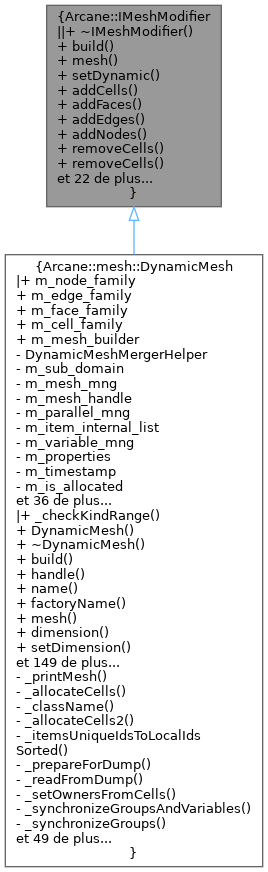 {Arcane::IMeshModifier
||+ ~IMeshModifier()
+ build()
+ mesh()
+ setDynamic()
+ addCells()
+ addFaces()
+ addEdges()
+ addNodes()
+ removeCells()
+ removeCells()
et 22 de plus...
}
{Arcane::mesh::DynamicMesh
|+ m_node_family
+ m_edge_family
+ m_face_family
+ m_cell_family
+ m_mesh_builder
- DynamicMeshMergerHelper
- m_sub_domain
- m_mesh_mng
- m_mesh_handle
- m_parallel_mng
- m_item_internal_list
- m_variable_mng
- m_properties
- m_timestamp
- m_is_allocated
et 36 de plus...
|+ _checkKindRange()
+ DynamicMesh()
+ ~DynamicMesh()
+ build()
+ handle()
+ name()
+ factoryName()
+ mesh()
+ dimension()
+ setDimension()
et 149 de plus...
- _printMesh()
- _allocateCells()
- _className()
- _allocateCells2()
- _itemsUniqueIdsToLocalIds
Sorted()
- _prepareForDump()
- _readFromDump()
- _setOwnersFromCells()
- _synchronizeGroupsAndVariables()
- _synchronizeGroups()
et 49 de plus...
}